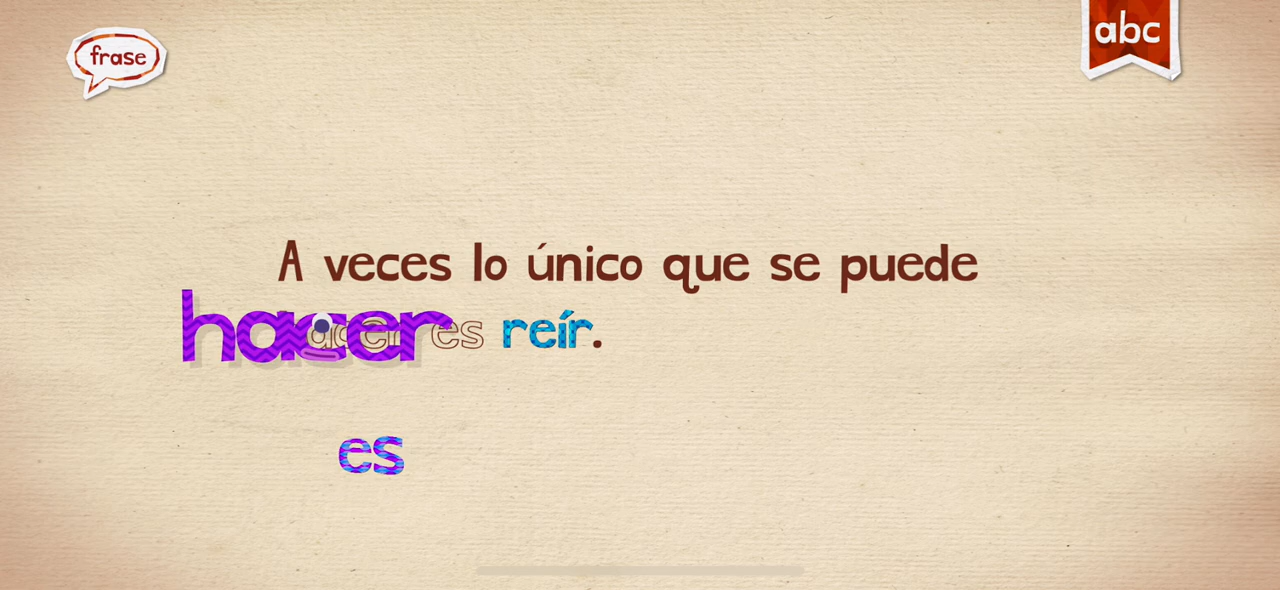 frase
abc
A veces lo único que se puede
hacer es reír.
es